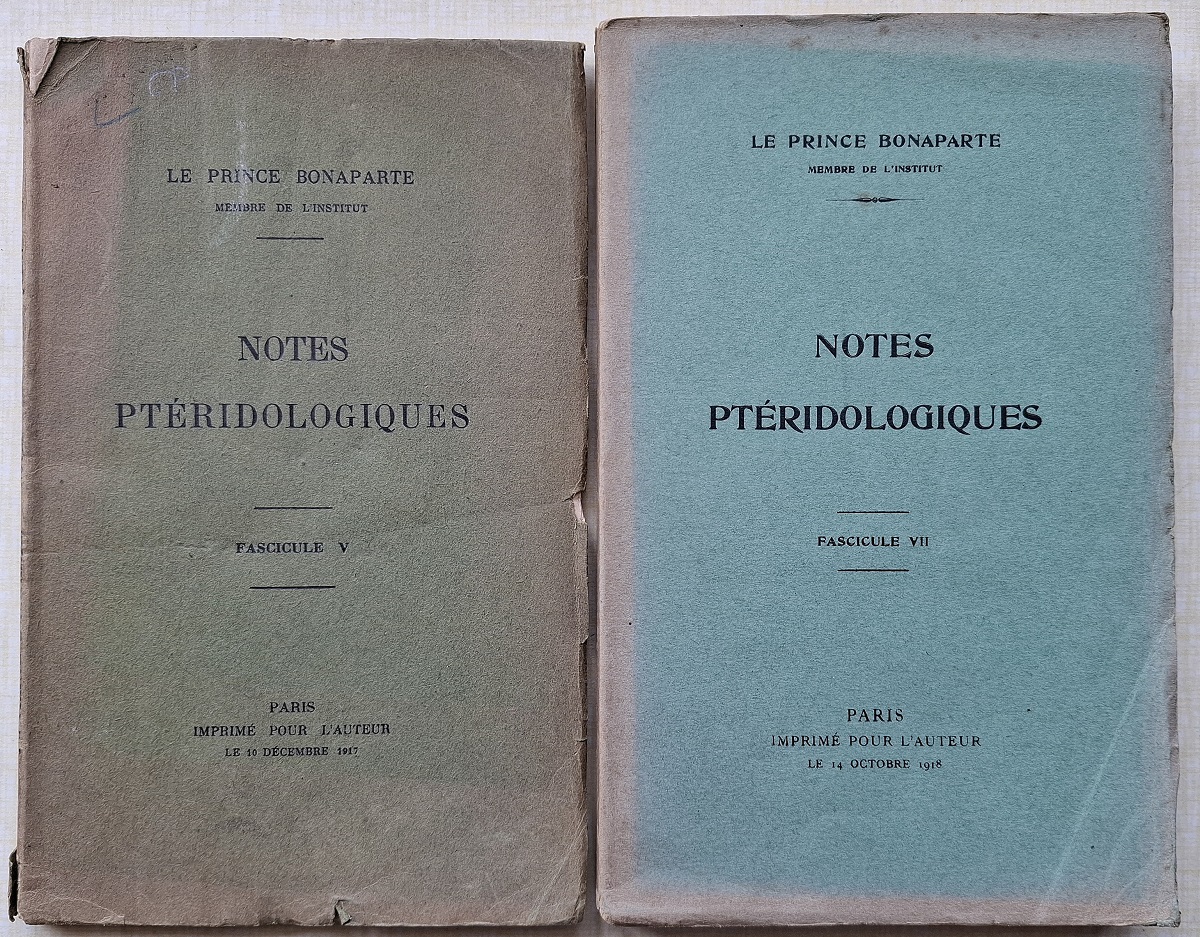 LE PRINCE BONAPARTE
MEMBRE DE L'INSTITUT
NOTES
PTÉRIDOLOGIQUES
FASCICULE V
PARIS
IMPRIMÉ POUR L'AUTEUR
LE 10 DÉCEMBRE 1917
LE PRINCE BONAPARTE
MEMBRE DE L'INSTITUT
NOTES
PTÉRIDOLOGIQUES
FASCICULE VII
PARIS
IMPRIMÉ POUR L'AUTEUR
LE 14 OCTOBRE 1918